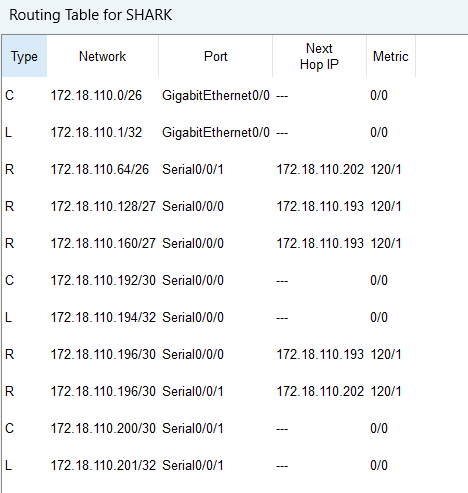 Routing Table for SHARK
Type Network Port Next Hop IP Metric
C 172.18.110.0/26 GigabitEthernet0/0 --- 0/0
L 172.18.110.1/32 GigabitEthernet0/0 --- 0/0
R 172.18.110.64/26 Serial0/0/1 172.18.110.202 120/1
R 172.18.110.128/27 Serial0/0/0 172.18.110.193 120/1
R 172.18.110.160/27 Serial0/0/0 172.18.110.193 120/1
C 172.18.110.192/30 Serial0/0/0 --- 0/0
L 172.18.110.194/32 Serial0/0/0 --- 0/0
R 172.18.110.196/30 Serial0/0/0 172.18.110.193 120/1
R 172.18.110.196/30 Serial0/0/1 172.18.110.202 120/1
C 172.18.110.200/30 Serial0/0/1 --- 0/0
L 172.18.110.201/32 Serial0/0/1 --- 0/0